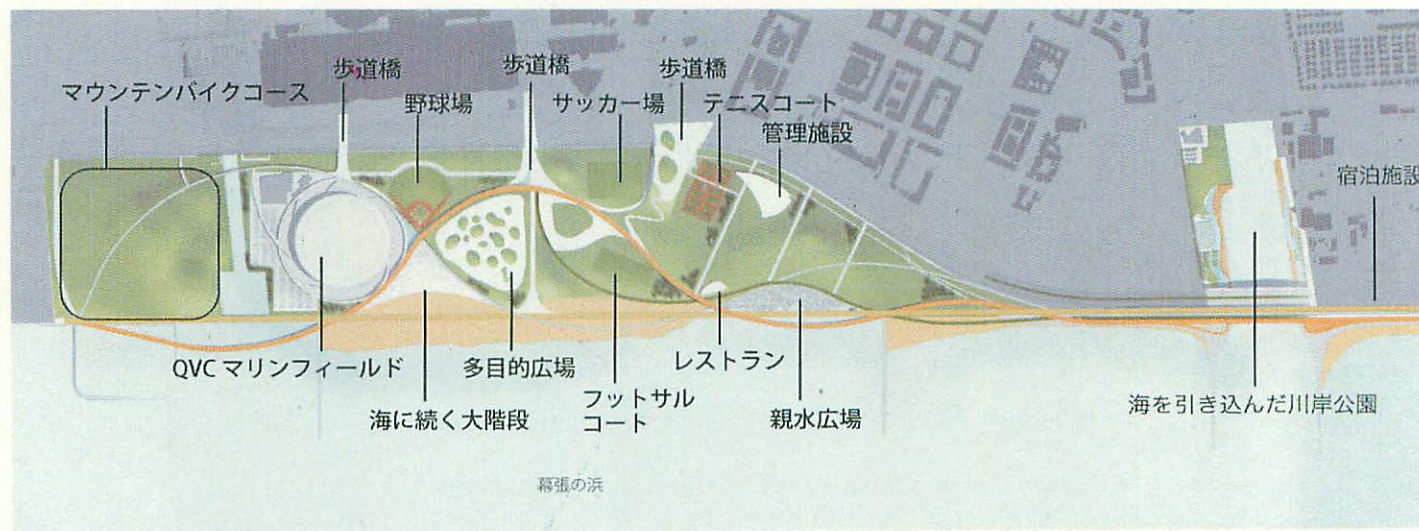 歩道橋
歩道橋
歩道橋
マウンテンバイクコース
野球場
サッカー場
テニスコート
管理施設
宿泊施設
QVC マリンフィールド
多目的広場
レストラン
海に続く大階段
フットサル
コート
親水広場
海を引き込んだ川岸公園
幕張の浜